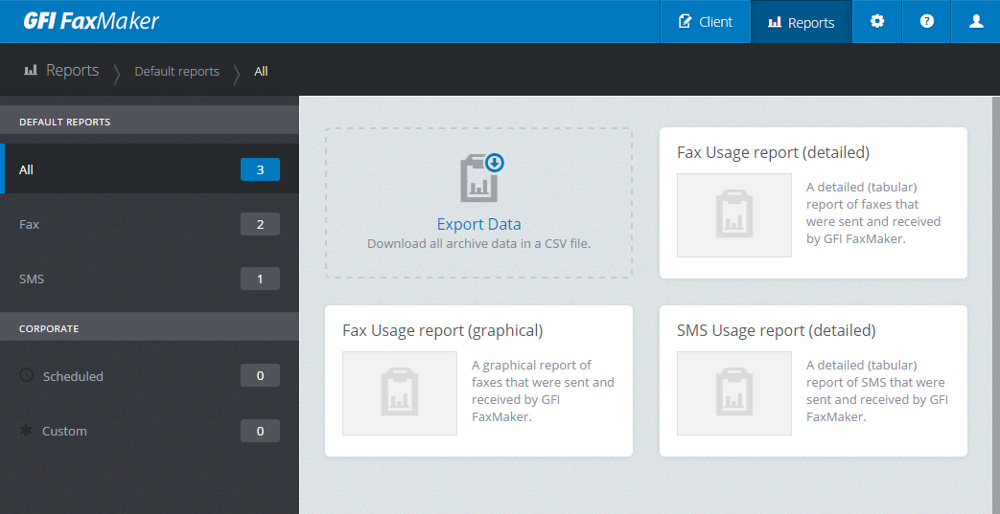 GFI FaxMaker
Client
Reports
Reports
Default reports
All
DEFAULT REPORTS
All
3
Fax
2
SMS
1
CORPORATE
Scheduled
0
Custom
0
Export Data
Download all archive data in a CSV file.
Fax Usage report (detailed)
A detailed (tabular)
report of faxes that
were sent and received
by GFI FaxMaker.
Fax Usage report (graphical)
A graphical report of
faxes that were sent and
received by GFI
FaxMaker.
SMS Usage report (detailed)
A detailed (tabular)
report of SMS that were
sent and received by GFI
FaxMaker.